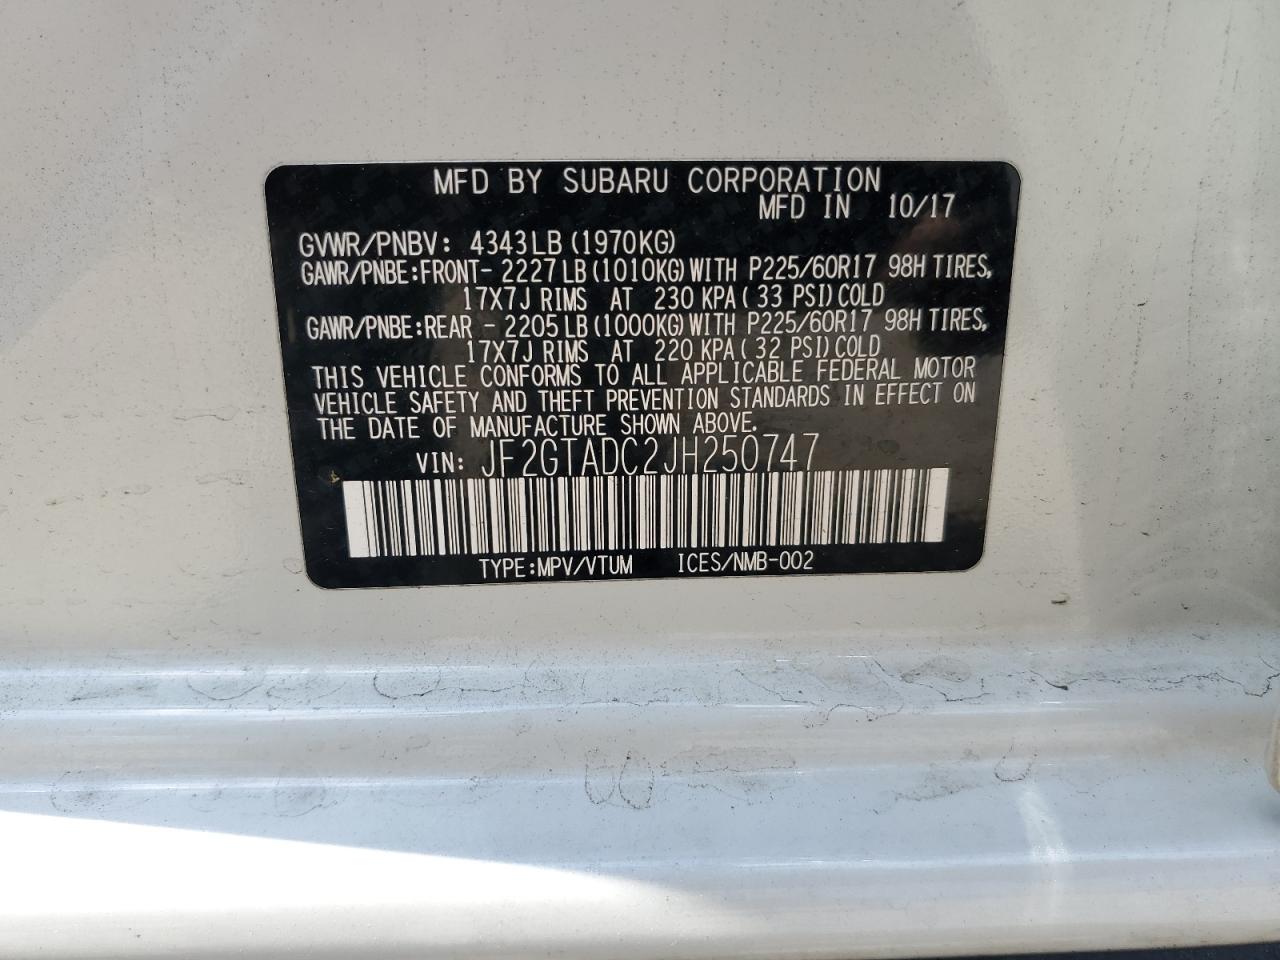 MFD BY SUBARU CORPORATION
MFD IN 10/17
GVWR/PNBV: 4343LB (1970KG)
GAWR/PNBE:FRONT- 2227LB (1010KG) WITH P225/60R17 98H TIRES,
17X7J RIMS AT 230 KPA ( 33 PSI) COLD
GAWR/PNBE:REAR - 2205LB (1000KG) WITH P225/60R17 98H TIRES,
17X7J RIMS AT 220 KPA ( 32 PSI) COLD
THIS VEHICLE CONFORMS TO ALL APPLICABLE FEDERAL MOTOR
VEHICLE SAFETY AND THEFT PREVENTION STANDARDS IN EFFECT ON
THE DATE OF MANUFACTURE SHOWN ABOVE.
VIN: JF2GTADC2JH250747
TYPE:MPV/VTUM ICES/NMB-002